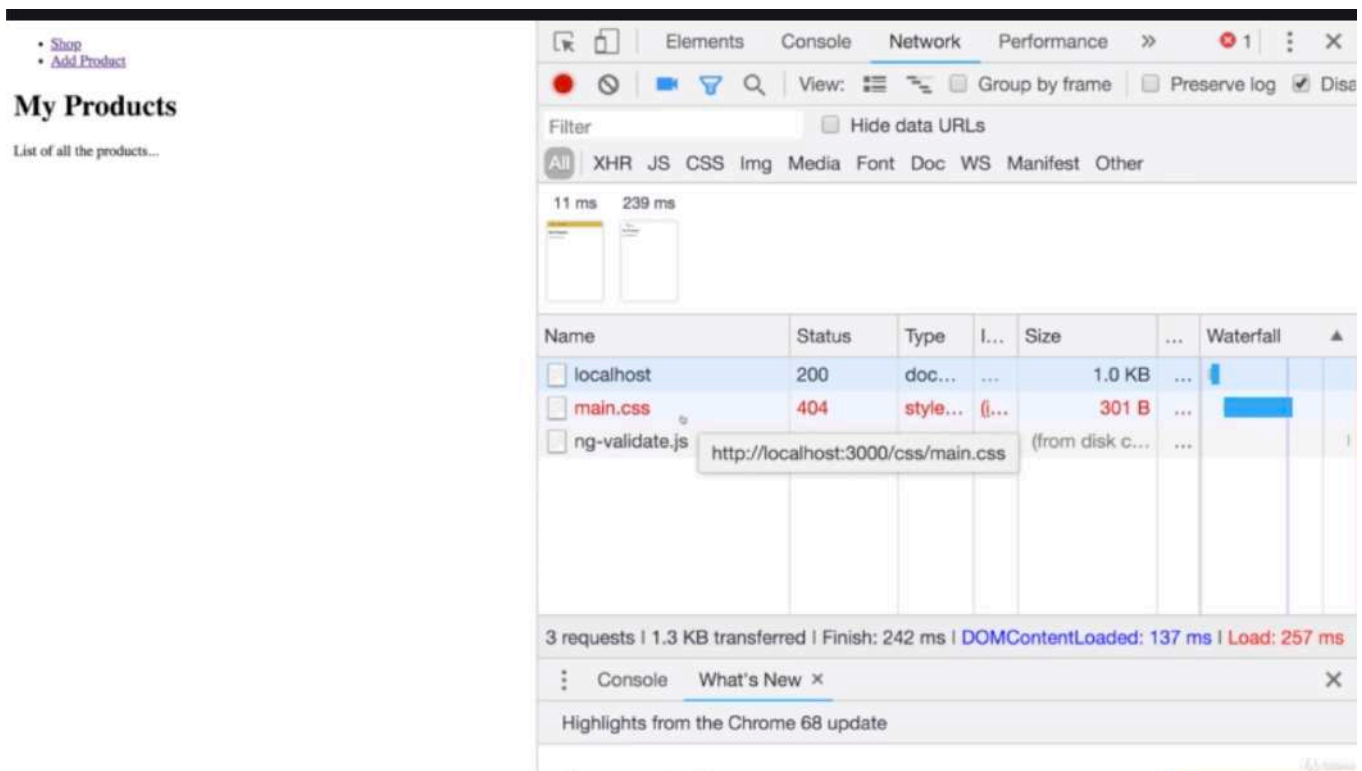 Shop
Add Product
My Products
List of all the products...
Elements Console Network Performance » 1
View: Group by frame Preserve log Disa
Filter Hide data URLs
All XHR JS CSS Img Media Font Doc WS Manifest Other
11 ms 239 ms
Name Status Type I... Size ... Waterfall
localhost 200 doc... ... 1.0 KB ...
main.css 404 style... (i... 301 B ...
ng-validate.js (from disk c... ...
http://localhost:3000/css/main.css
3 requests | 1.3 KB transferred | Finish: 242 ms | DOMContentLoaded: 137 ms | Load: 257 ms
Console What's New ×
Highlights from the Chrome 68 update